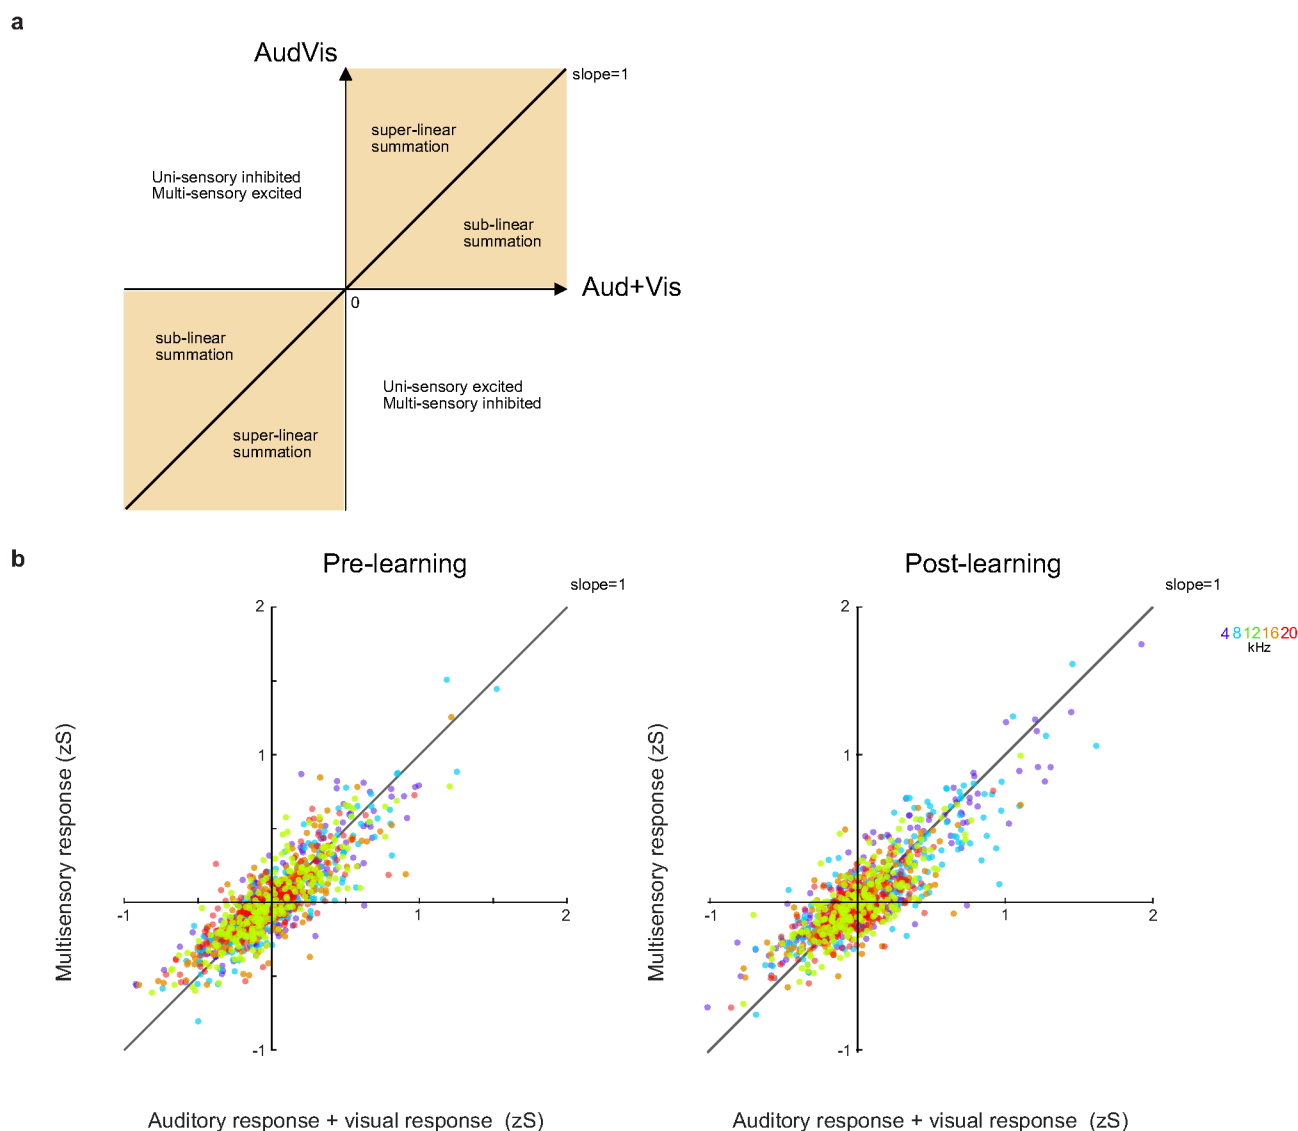 a
AudVis
slope=1
super-linear
summation
Uni-sensory inhibited
Multi-sensory excited
sub-linear
summation
Aud+Vis
0
sub-linear
summation
Uni-sensory excited
Multi-sensory inhibited
super-linear
summation
b
Pre-learning
slope=1
2
1
-1
1
2
-1
Multisensory response (zS)
Auditory response + visual response (zS)
Post-learning
slope=1
4 8 12 16 20
kHz
2
1
-1
1
2
-1
Multisensory response (zS)
Auditory response + visual response (zS)